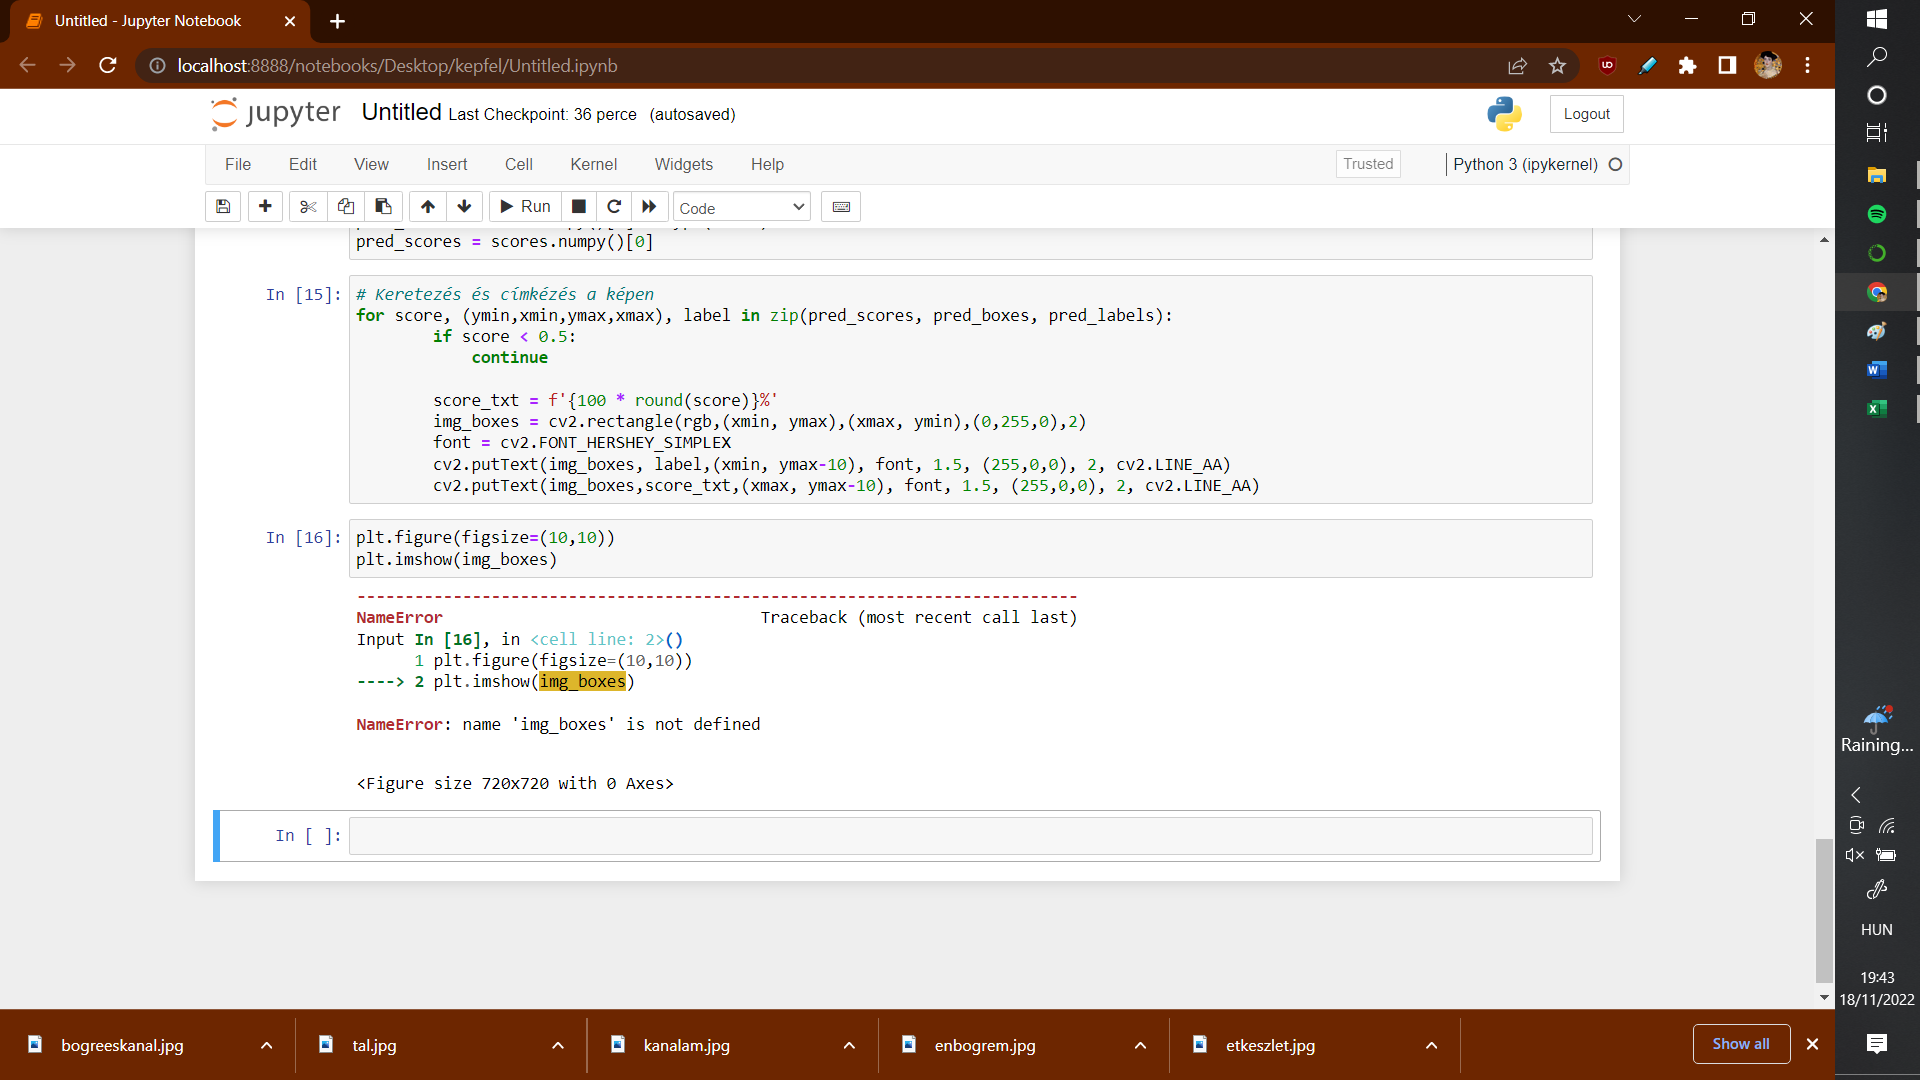 Untitled - Jupyter Notebook
localhost:8888/notebooks/Desktop/kepfel/Untitled.ipynb
jupyter Untitled Last Checkpoint: 36 perce (autosaved)
Logout
File Edit View Insert Cell Kernel Widgets Help
Trusted
Python 3 (ipykernel)
Run
Code
pred_scores = scores.numpy()[0]
In [15]: # Keretezés és címkézés a képen
for score, (ymin,xmin,ymax,xmax), label in zip(pred_scores, pred_boxes, pred_labels):
if score < 0.5:
continue
score_txt = f'{100 * round(score)}%'
img_boxes = cv2.rectangle(rgb,(xmin, ymax),(xmax, ymin),(0,255,0),2)
font = cv2.FONT_HERSHEY_SIMPLEX
cv2.putText(img_boxes, label,(xmin, ymax-10), font, 1.5, (255,0,0), 2, cv2.LINE_AA)
cv2.putText(img_boxes,score_txt,(xmax, ymax-10), font, 1.5, (255,0,0), 2, cv2.LINE_AA)
In [16]: plt.figure(figsize=(10,10))
plt.imshow(img_boxes)
---------------------------------------------------------------------------
NameError Traceback (most recent call last)
Input In [16], in <cell line: 2>()
1 plt.figure(figsize=(10,10))
----> 2 plt.imshow(img_boxes)
NameError: name 'img_boxes' is not defined
<Figure size 720x720 with 0 Axes>
In [ ]:
Raining...
HUN
19:43
18/11/2022
bogreeskanal.jpg
tal.jpg
kanalam.jpg
enbogrem.jpg
etkeszlet.jpg
Show all